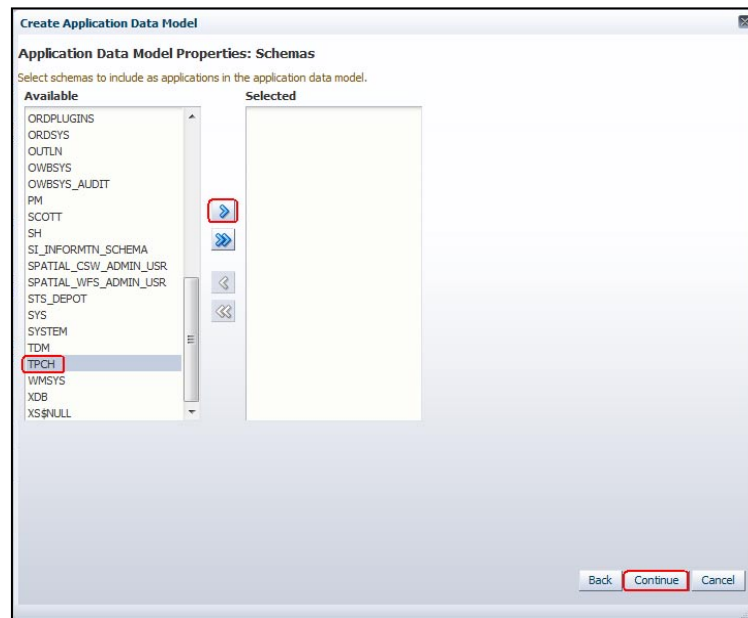 Create Application Data Model
Application Data Model Properties: Schemas
Select schemas to include as applications in the application data model.
Available
Selected
ORDPLUGINS
ORDSYS
OUTLN
OWBSYS
OWBSYS_AUDIT
PM
SCOTT
SH
SI_INFORMTN_SCHEMA
SPATIAL_CSW_ADMIN_USR
SPATIAL_WFS_ADMIN_USR
STS_DEPOT
SYS
SYSTEM
TDM
TPCH
WMSYS
XDB
XS$NULL
Back Continue Cancel